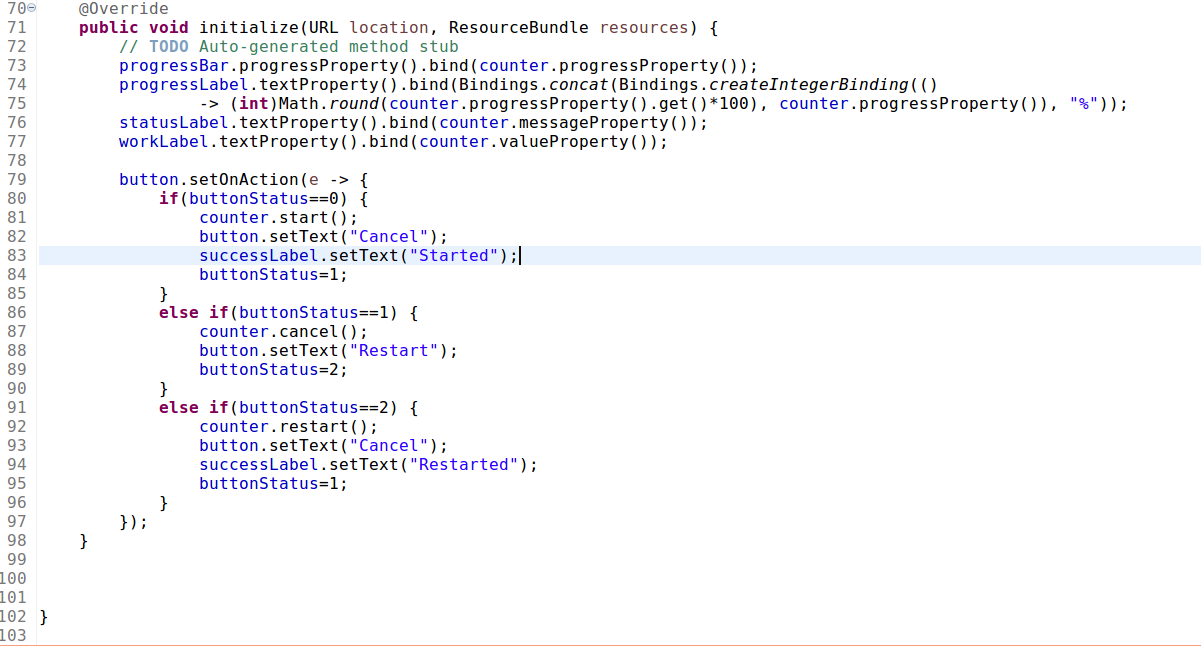 70    @Override
71    public void initialize(URL location, ResourceBundle resources) {
72        // TODO Auto-generated method stub
73        progressBar.progressProperty().bind(counter.progressProperty());
74        progressLabel.textProperty().bind(Bindings.concat(Bindings.createIntegerBinding(()
75                -> (int)Math.round(counter.progressProperty().get()*100), counter.progressProperty()), "%"));
76        statusLabel.textProperty().bind(counter.messageProperty());
77        workLabel.textProperty().bind(counter.valueProperty());
78
79        button.setOnAction(e -> {
80            if(buttonStatus==0) {
81                counter.start();
82                button.setText("Cancel");
83                successLabel.setText("Started");
84                buttonStatus=1;
85            }
86            else if(buttonStatus==1) {
87                counter.cancel();
88                button.setText("Restart");
89                buttonStatus=2;
90            }
91            else if(buttonStatus==2) {
92                counter.restart();
93                button.setText("Cancel");
94                successLabel.setText("Restarted");
95                buttonStatus=1;
96            }
97        });
98    }
99
100
101
102 }
103